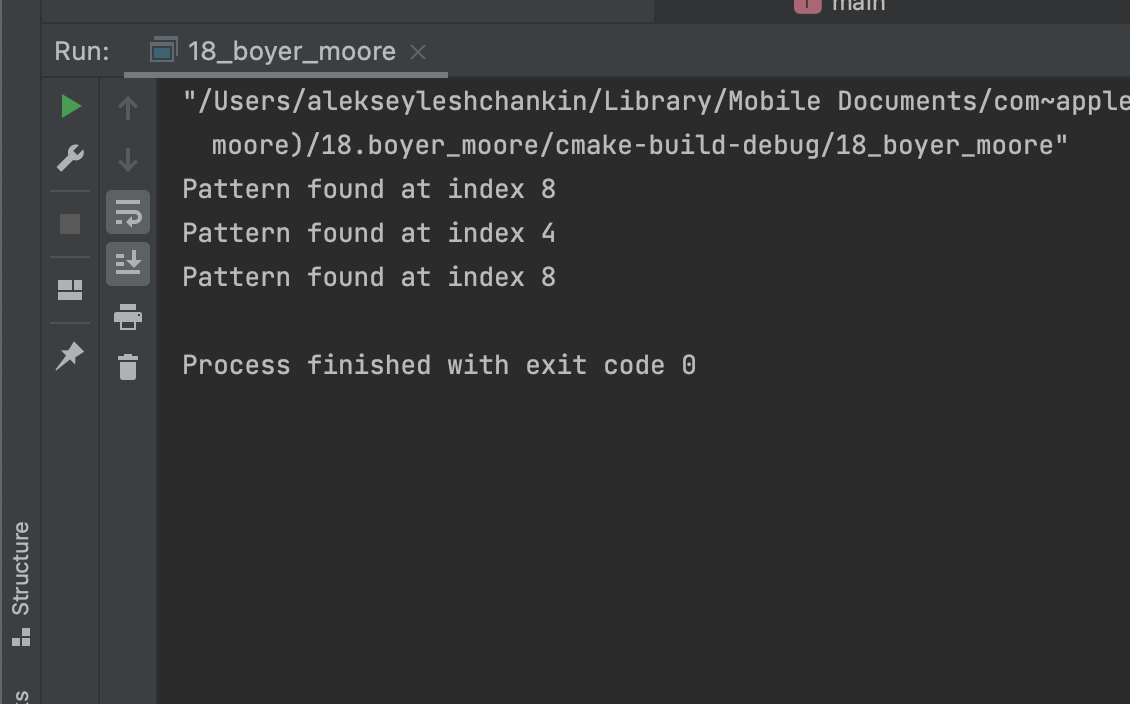 main
Run:
18_boyer_moore
"/Users/alekseyleshchankin/Library/Mobile Documents/com~apple
moore)/18.boyer_moore/cmake-build-debug/18_boyer_moore"
Pattern found at index 8
Pattern found at index 4
Pattern found at index 8
Process finished with exit code 0
Structure